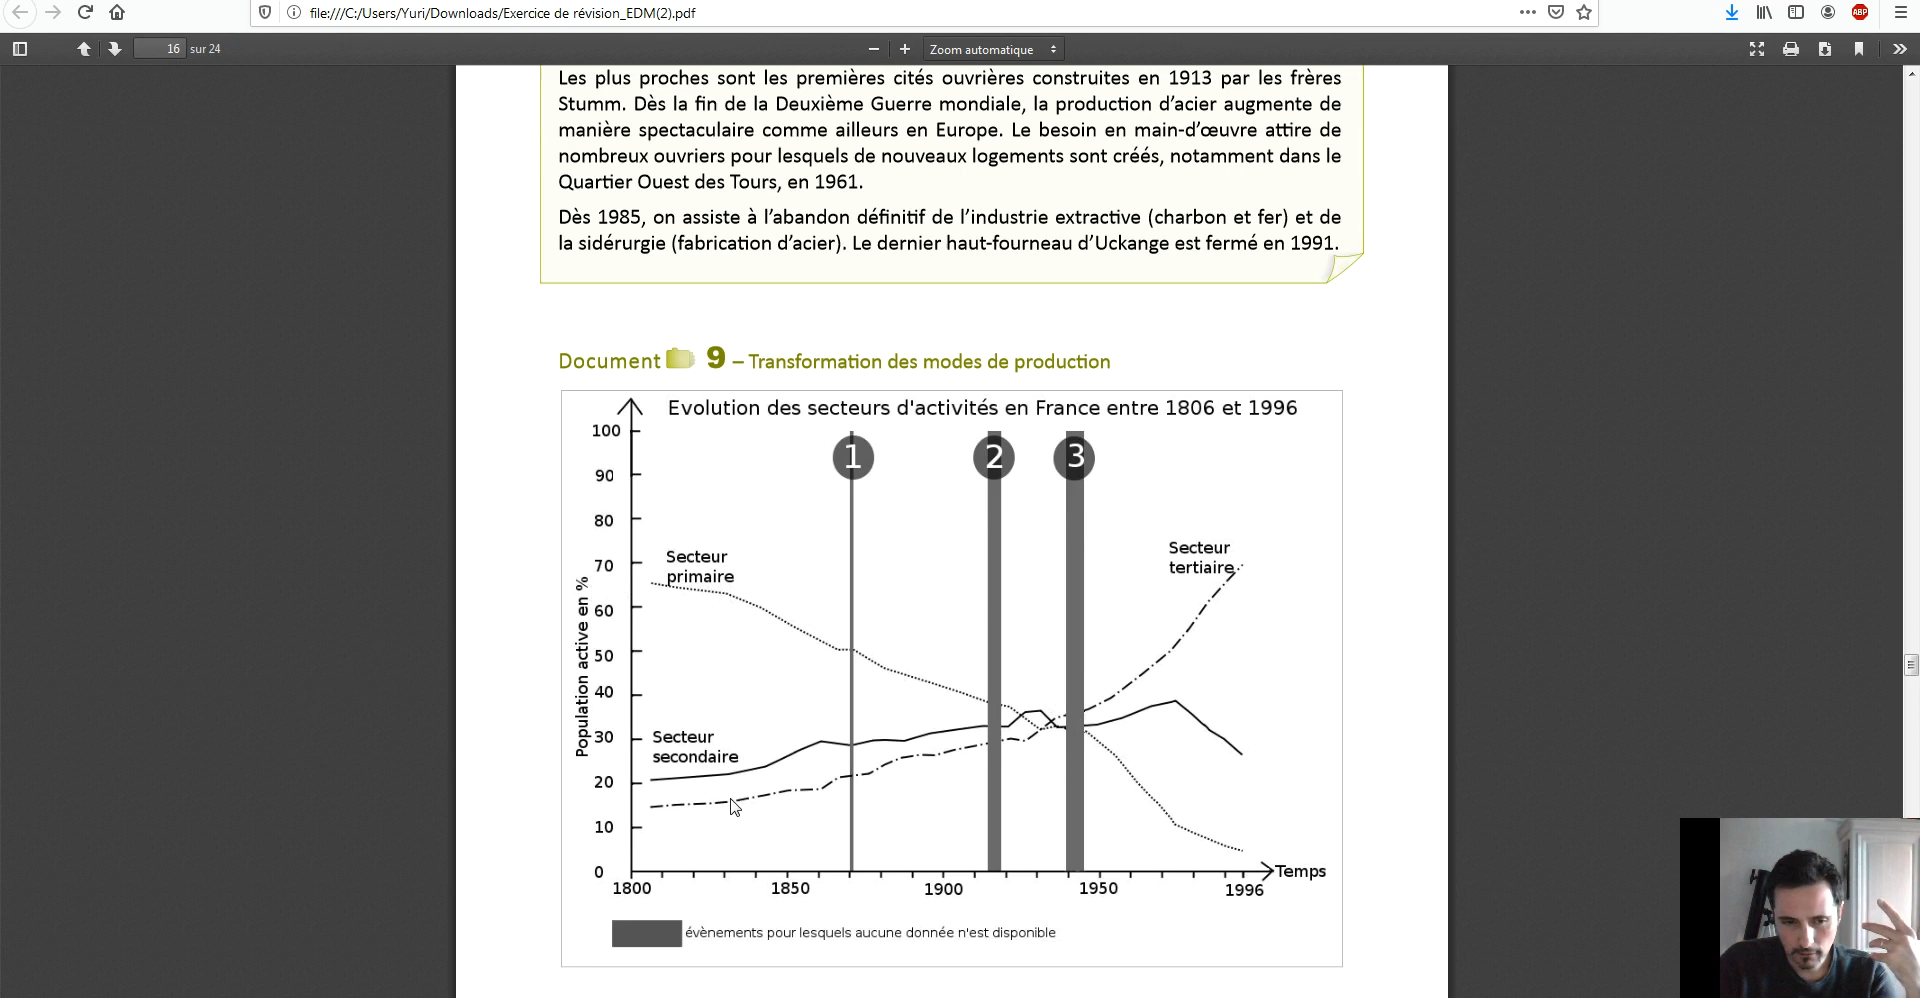 file:///C:/Users/Yuri/Downloads/Exercice de révision_EDM(2).pdf
ABP
16 sur 24
Zoom automatique
Les plus proches sont les premières cités ouvrières construites en 1913 par les frères
Stumm. Dès la fin de la Deuxième Guerre mondiale, la production d’acier augmente de
manière spectaculaire comme ailleurs en Europe. Le besoin en main-d’œuvre attire de
nombreux ouvriers pour lesquels de nouveaux logements sont créés, notamment dans le
Quartier Ouest des Tours, en 1961.
Dès 1985, on assiste à l’abandon définitif de l’industrie extractive (charbon et fer) et de
la sidérurgie (fabrication d’acier). Le dernier haut-fourneau d’Uckange est fermé en 1991.
Document 9 – Transformation des modes de production
Evolution des secteurs d'activités en France entre 1806 et 1996
100
90
80
70
60
50
40
30
20
10
0
Population active en %
1
2
3
Secteur
primaire
Secteur
tertiaire
Secteur
secondaire
Temps
1800
1850
1900
1950
1996
évènements pour lesquels aucune donnée n'est disponible